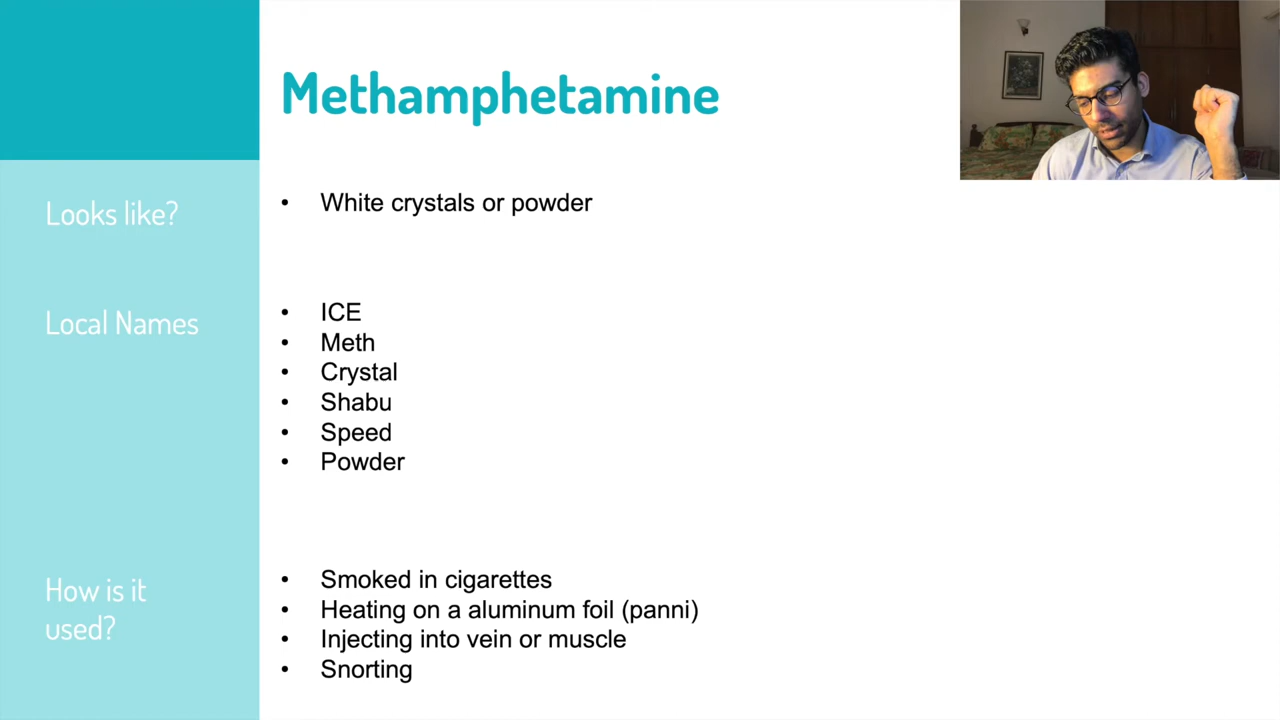 Methamphetamine
Looks like?
• White crystals or powder
Local Names
• ICE
• Meth
• Crystal
• Shabu
• Speed
• Powder
How is it
used?
• Smoked in cigarettes
• Heating on a aluminum foil (panni)
• Injecting into vein or muscle
• Snorting